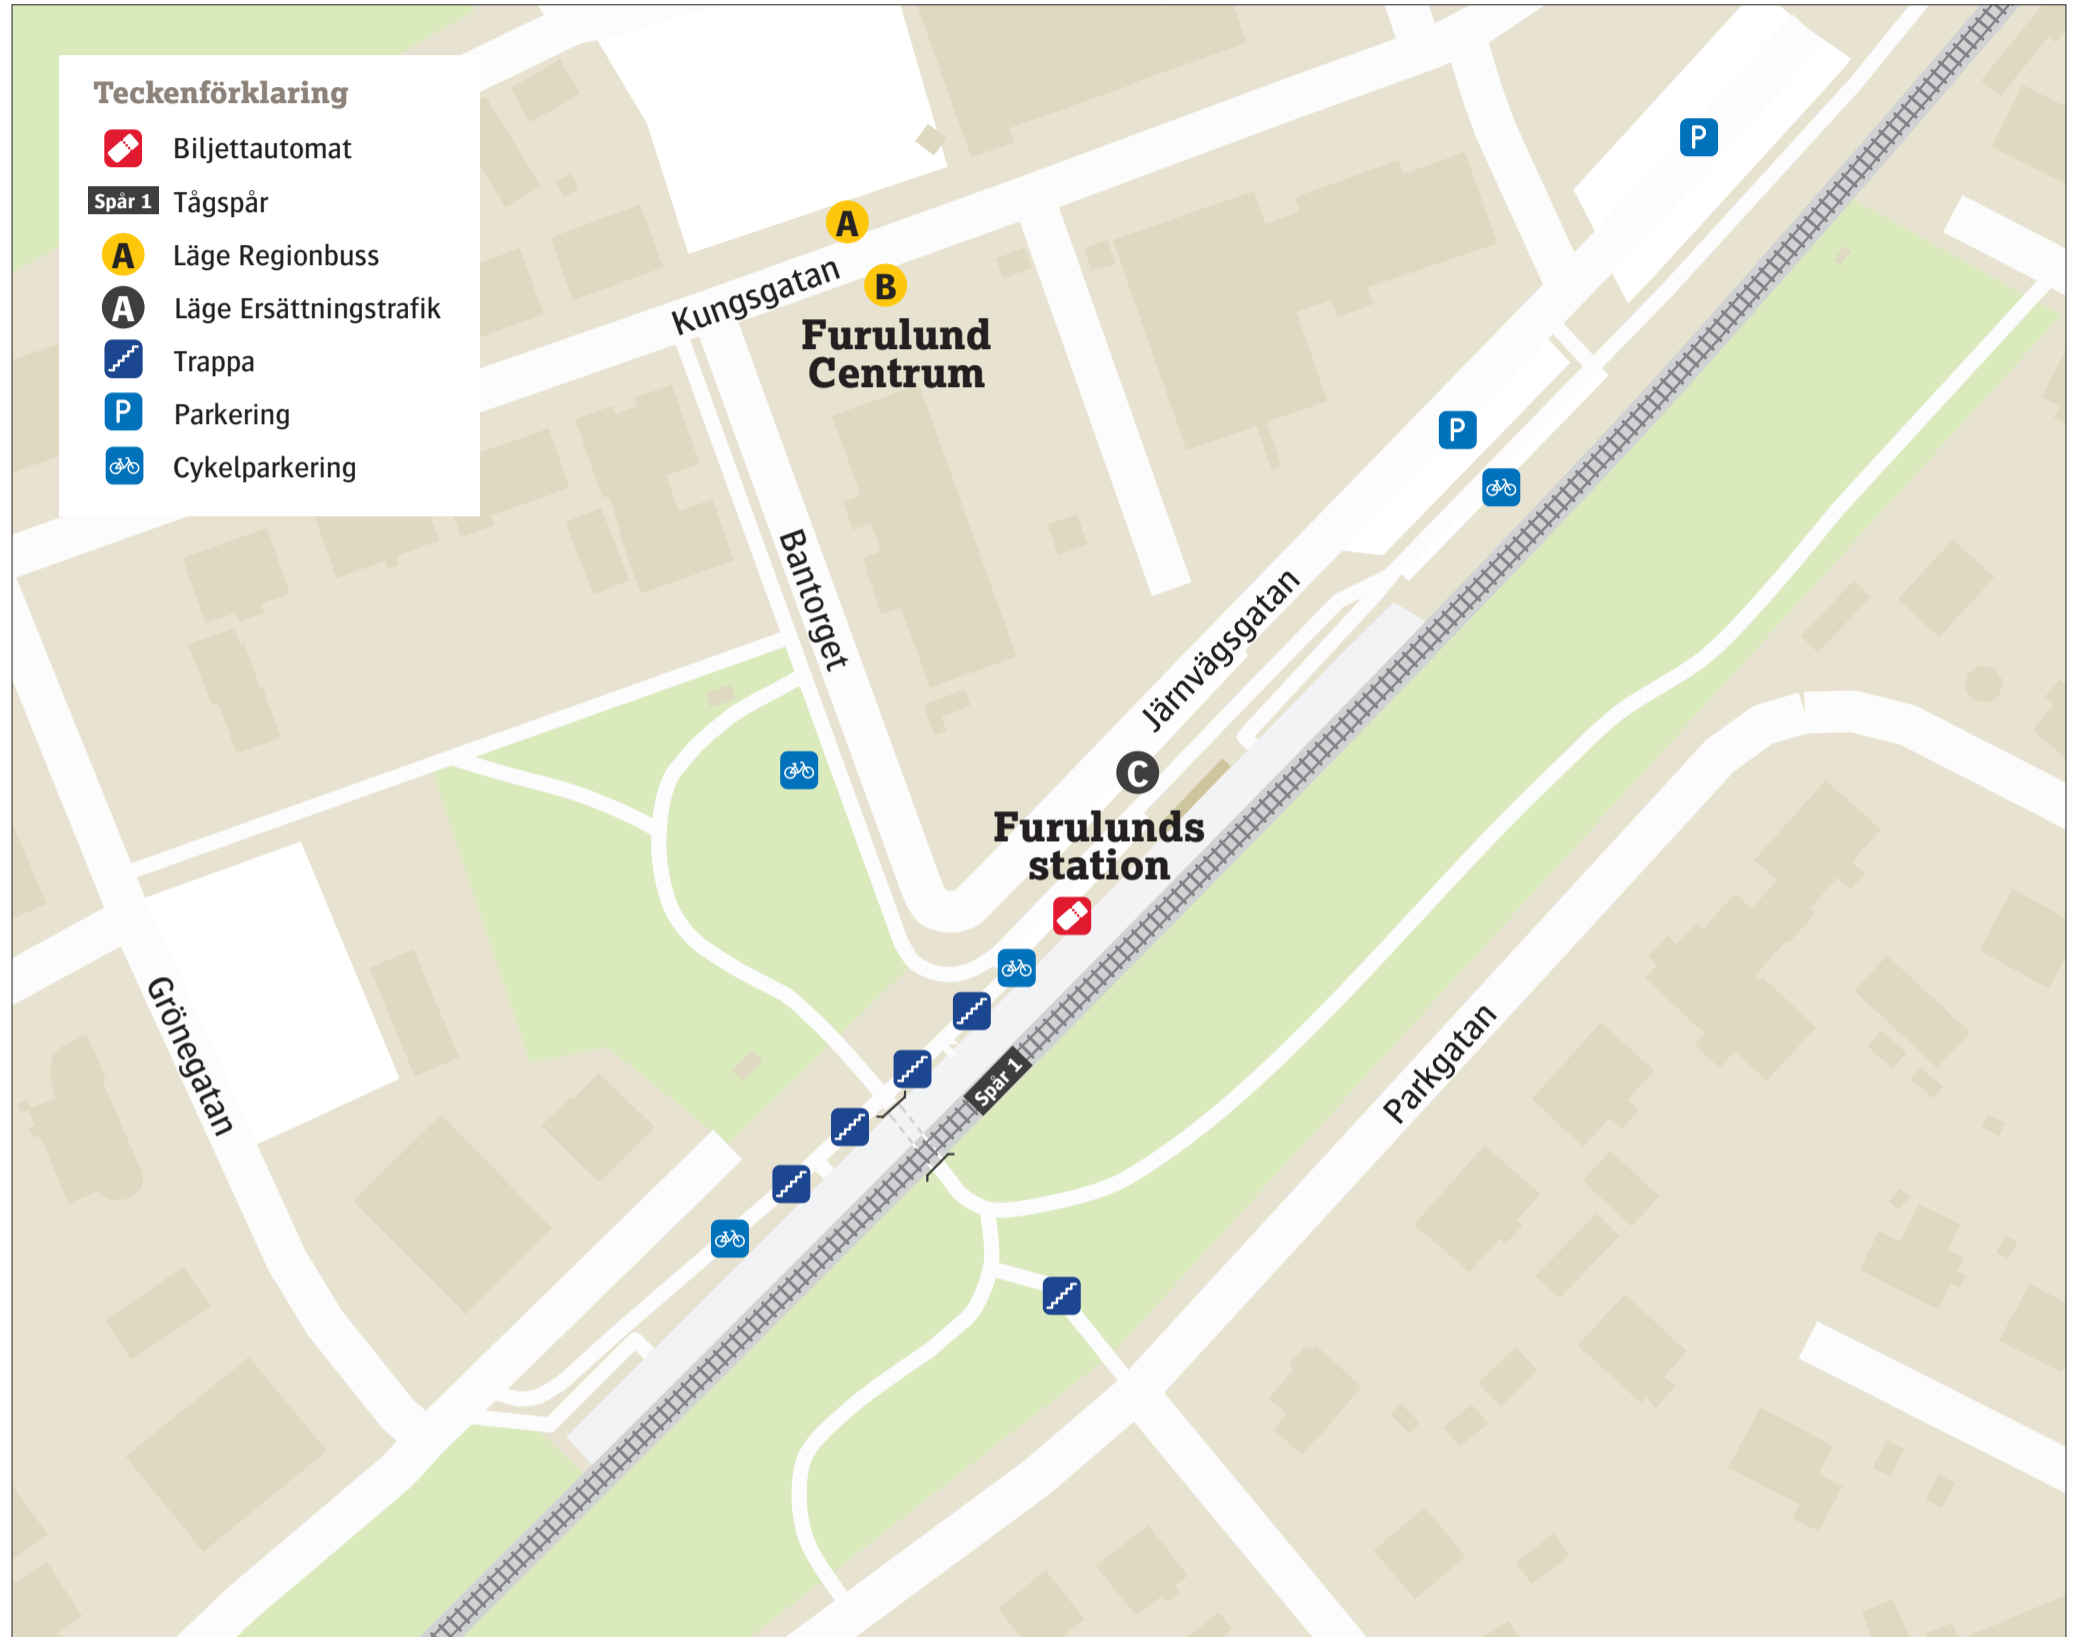 Teckenförklaring
Biljettautomat
Spår 1 Tågspår
A Läge Regionbuss
A Läge Ersättningstrafik
Trappa
P Parkering
Cykelparkering
P
A
B
Kungsgatan
Furulund
Centrum
P
Bantorget
Järnvägsgatan
C
Furulunds
station
Grönegatan
Spår 1
Parkgatan